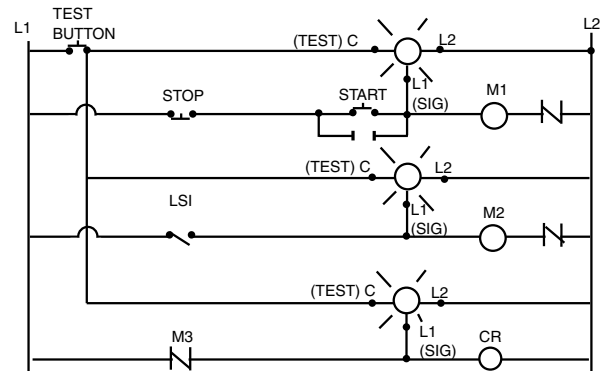 TEST
BUTTON
L1
L2
(TEST) C
L2
L1
(SIG)
STOP
START
M1
(TEST) C
L2
L1
(SIG)
LSI
M2
(TEST) C
L2
L1
(SIG)
M3
CR